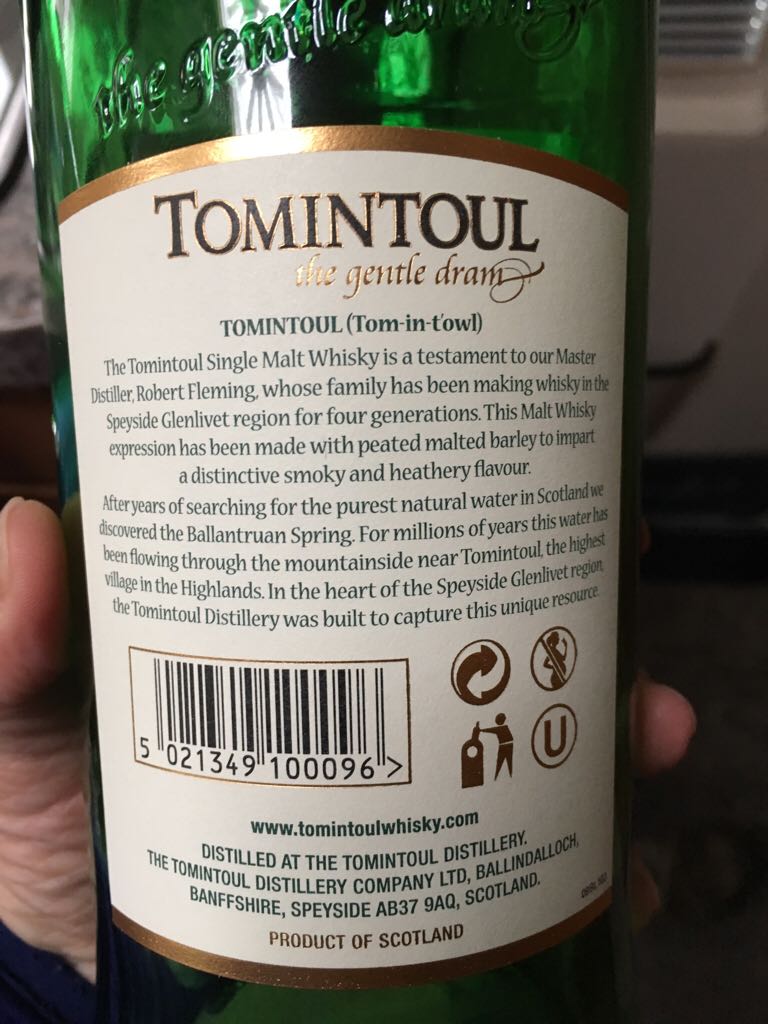 the gentle dram
TOMINTOUL
the gentle dram
TOMINTOUL (Tom-in-t'owl)
The Tomintoul Single Malt Whisky is a testament to our Master
Distiller, Robert Fleming, whose family has been making whisky in the
Speyside Glenlivet region for four generations. This Malt Whisky
expression has been made with peated malted barley to impart
a distinctive smoky and heathery flavour.
After years of searching for the purest natural water in Scotland we
discovered the Ballantruan Spring. For millions of years this water has
been flowing through the mountainside near Tomintoul, the highest
village in the Highlands. In the heart of the Speyside Glenlivet region,
the Tomintoul Distillery was built to capture this unique resource.
5 021349 100096 >
U
www.tomintoulwhisky.com
DISTILLED AT THE TOMINTOUL DISTILLERY.
THE TOMINTOUL DISTILLERY COMPANY LTD, BALLINDALLOCH,
BANFFSHIRE, SPEYSIDE AB37 9AQ, SCOTLAND.
PRODUCT OF SCOTLAND